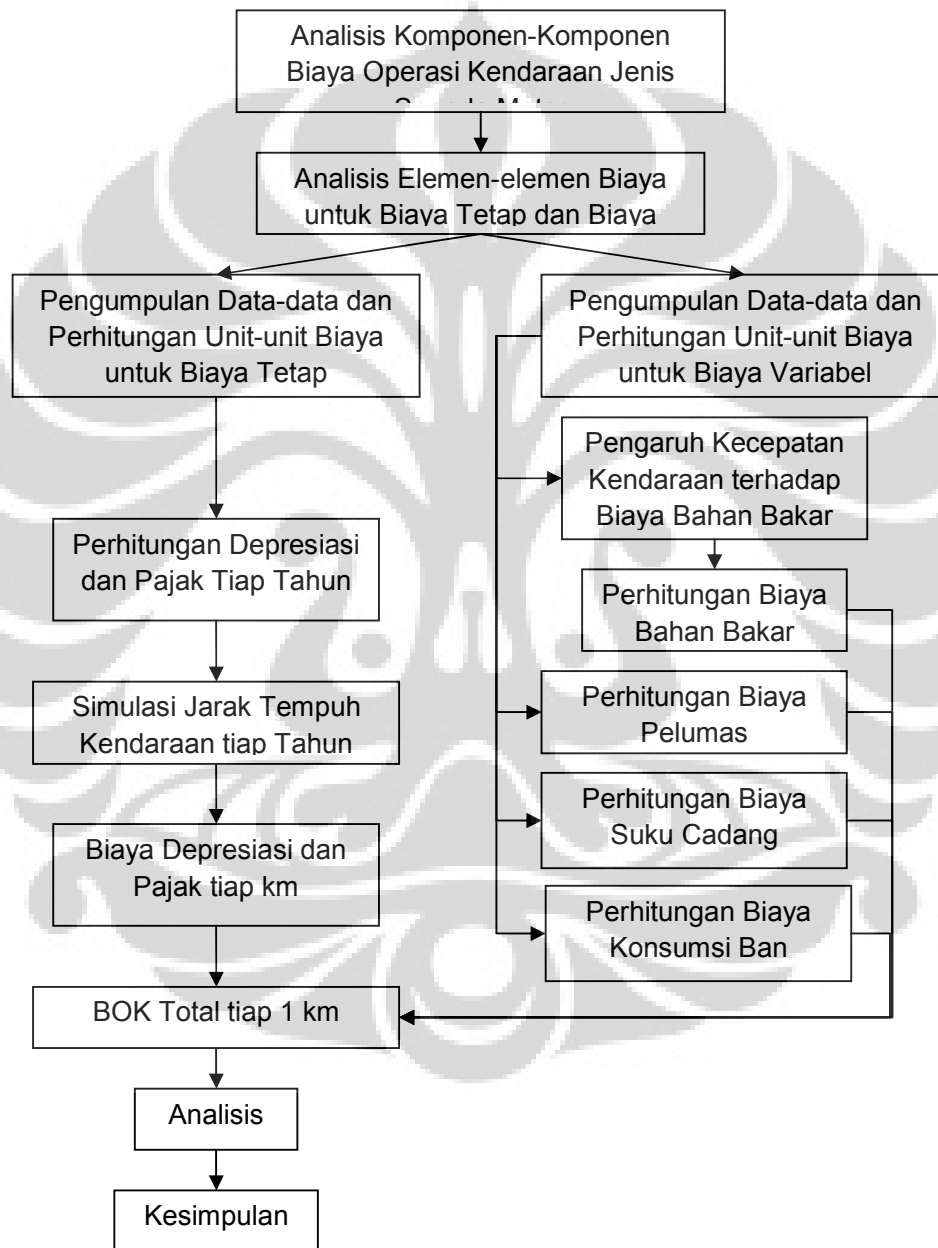 Analisis Komponen-Komponen
Biaya Operasi Kendaraan Jenis
Analisis Elemen-elemen Biaya
untuk Biaya Tetap dan Biaya
Pengumpulan Data-data dan
Perhitungan Unit-unit Biaya
untuk Biaya Tetap
Pengumpulan Data-data dan
Perhitungan Unit-unit Biaya
untuk Biaya Variabel
Pengaruh Kecepatan
Kendaraan terhadap
Biaya Bahan Bakar
Perhitungan Depresiasi
dan Pajak Tiap Tahun
Perhitungan Biaya
Bahan Bakar
Simulasi Jarak Tempuh
Kendaraan tiap Tahun
Perhitungan Biaya
Pelumas
Perhitungan Biaya
Suku Cadang
Biaya Depresiasi dan
Pajak tiap km
Perhitungan Biaya
Konsumsi Ban
BOK Total tiap 1 km
Analisis
Kesimpulan